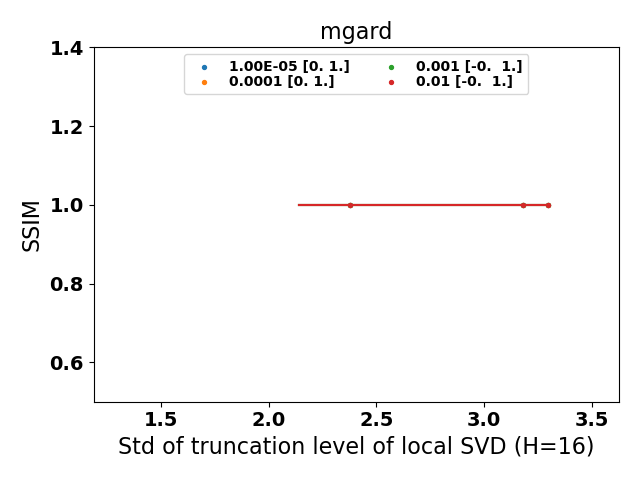 mgard
1.00E-05 [0. 1.]
0.0001 [0. 1.]
0.001 [-0.  1.]
0.01 [-0.  1.]
1.4
1.2
1.0
0.8
0.6
SSIM
1.5 2.0 2.5 3.0 3.5
Std of truncation level of local SVD (H=16)